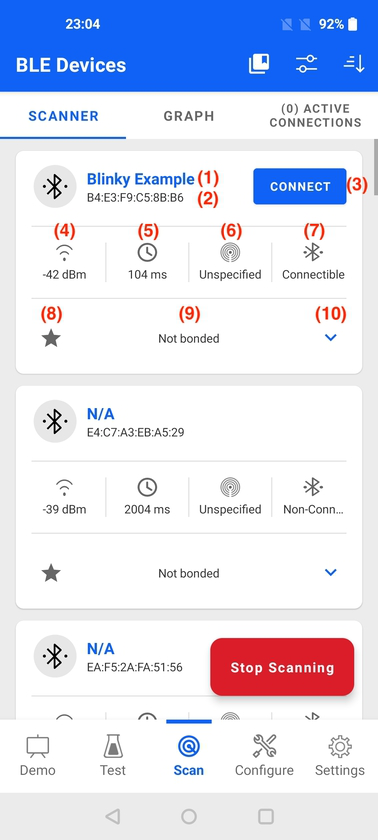 23:04 92%
BLE Devices
SCANNER GRAPH (0) ACTIVE CONNECTIONS
Blinky Example (1)
B4:E3:F9:C5:8B:B6 (2)
CONNECT (3)
(4) (5) (6) (7)
-42 dBm 104 ms Unspecified Connectible
(8) (9) (10)
Not bonded
N/A
E4:C7:A3:EB:A5:29
-39 dBm 2004 ms Unspecified Non-Conn...
Not bonded
N/A
EA:F5:2A:FA:51:56
Stop Scanning
Demo Test Scan Configure Settings